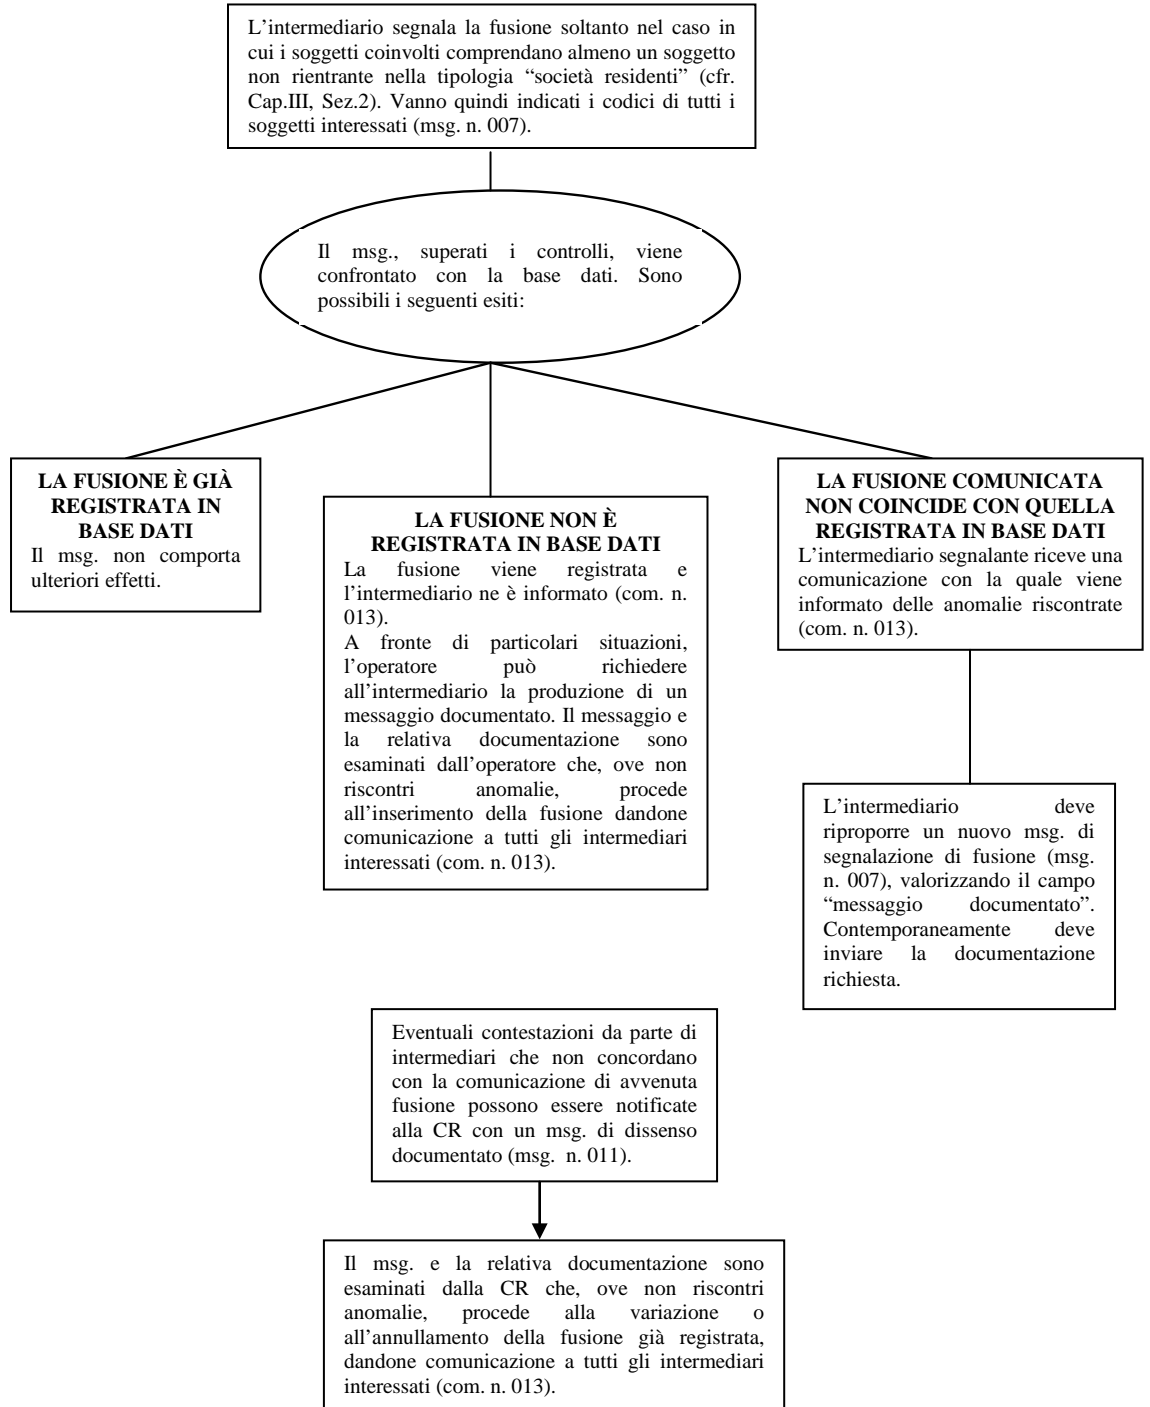 L'intermediario segnala la fusione soltanto nel caso in
cui i soggetti coinvolti comprendano almeno un soggetto
non rientrante nella tipologia “società residenti” (cfr.
Cap.III, Sez.2). Vanno quindi indicati i codici di tutti i
soggetti interessati (msg. n. 007).
Il msg., superati i controlli, viene
confrontato con la base dati. Sono
possibili i seguenti esiti:
LA FUSIONE È GIÀ
REGISTRATA IN
BASE DATI
Il msg. non comporta
ulteriori effetti.
LA FUSIONE NON È
REGISTRATA IN BASE DATI
La fusione viene registrata e
l'intermediario ne è informato (com. n.
013).
A fronte di particolari situazioni,
l'operatore può richiedere
all'intermediario la produzione di un
messaggio documentato. Il messaggio e
la relativa documentazione sono
esaminati dall'operatore che, ove non
riscontri anomalie, procede
all'inserimento della fusione dandone
comunicazione a tutti gli intermediari
interessati (com. n. 013).
LA FUSIONE COMUNICATA
NON COINCIDE CON QUELLA
REGISTRATA IN BASE DATI
L'intermediario segnalante riceve una
comunicazione con la quale viene
informato delle anomalie riscontrate
(com. n. 013).
L'intermediario deve
riproporre un nuovo msg. di
segnalazione di fusione (msg.
n. 007), valorizzando il campo
“messaggio documentato”.
Contemporaneamente deve
inviare la documentazione
richiesta.
Eventuali contestazioni da parte di
intermediari che non concordano
con la comunicazione di avvenuta
fusione possono essere notificate
alla CR con un msg. di dissenso
documentato (msg. n. 011).
Il msg. e la relativa documentazione sono
esaminati dalla CR che, ove non riscontri
anomalie, procede alla variazione o
all'annullamento della fusione già registrata,
dandone comunicazione a tutti gli intermediari
interessati (com. n. 013).